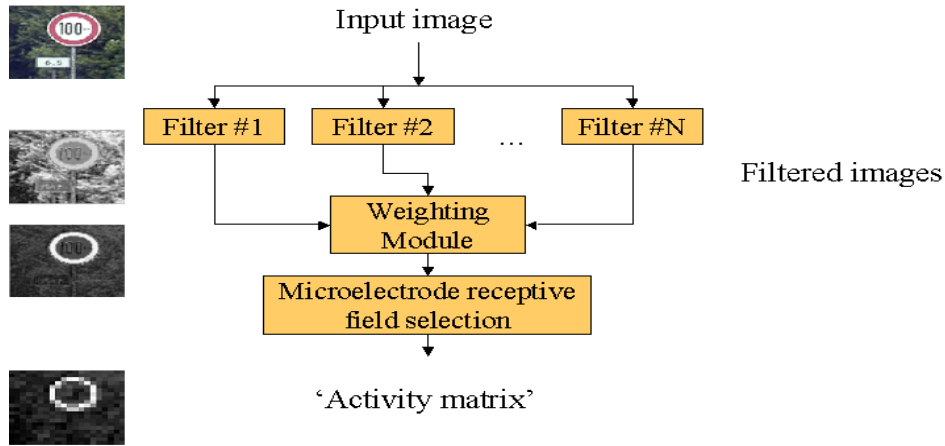 Input image
100
6.5
Filter #1
Filter #2
...
Filter #N
100
Filtered images
Weighting
Module
100
Microelectrode receptive
field selection
‘Activity matrix’